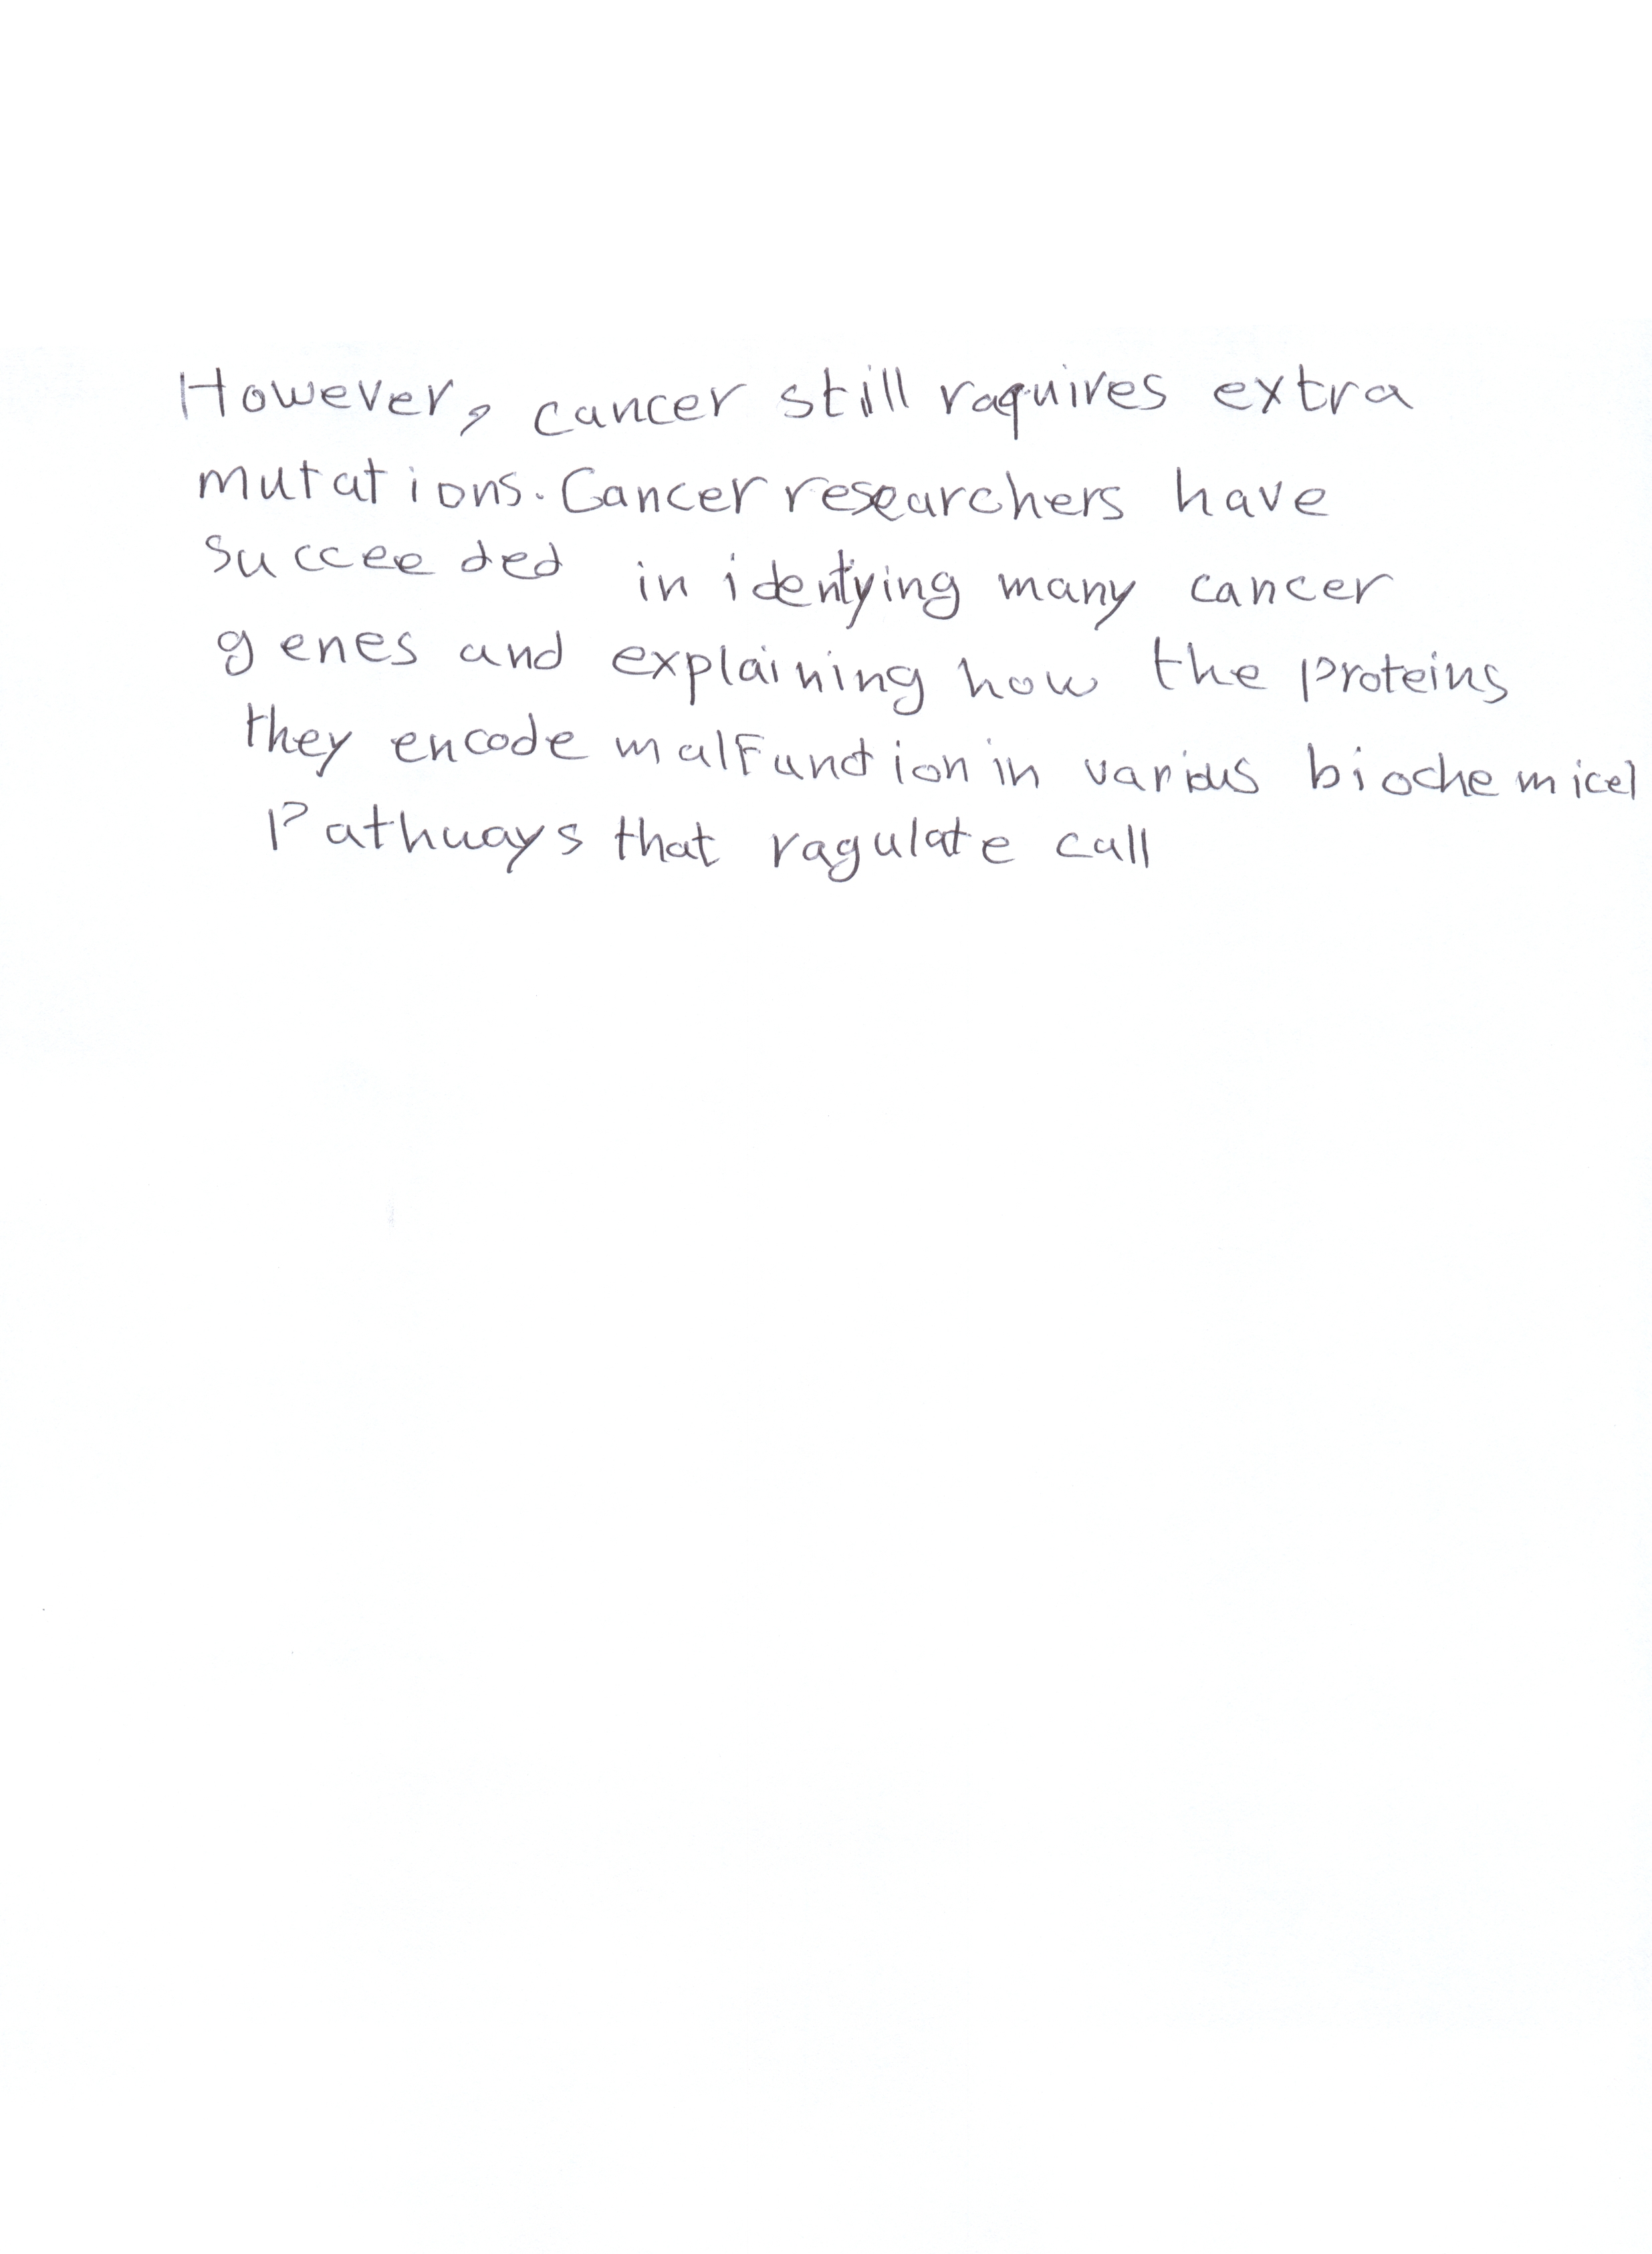 However, cancer still raquires extra
mutations. Cancer researchers have
succeeded in identying many cancer
genes and explaining how the proteins
they encode malfunction in various biochemicel
Pathways that ragulate call